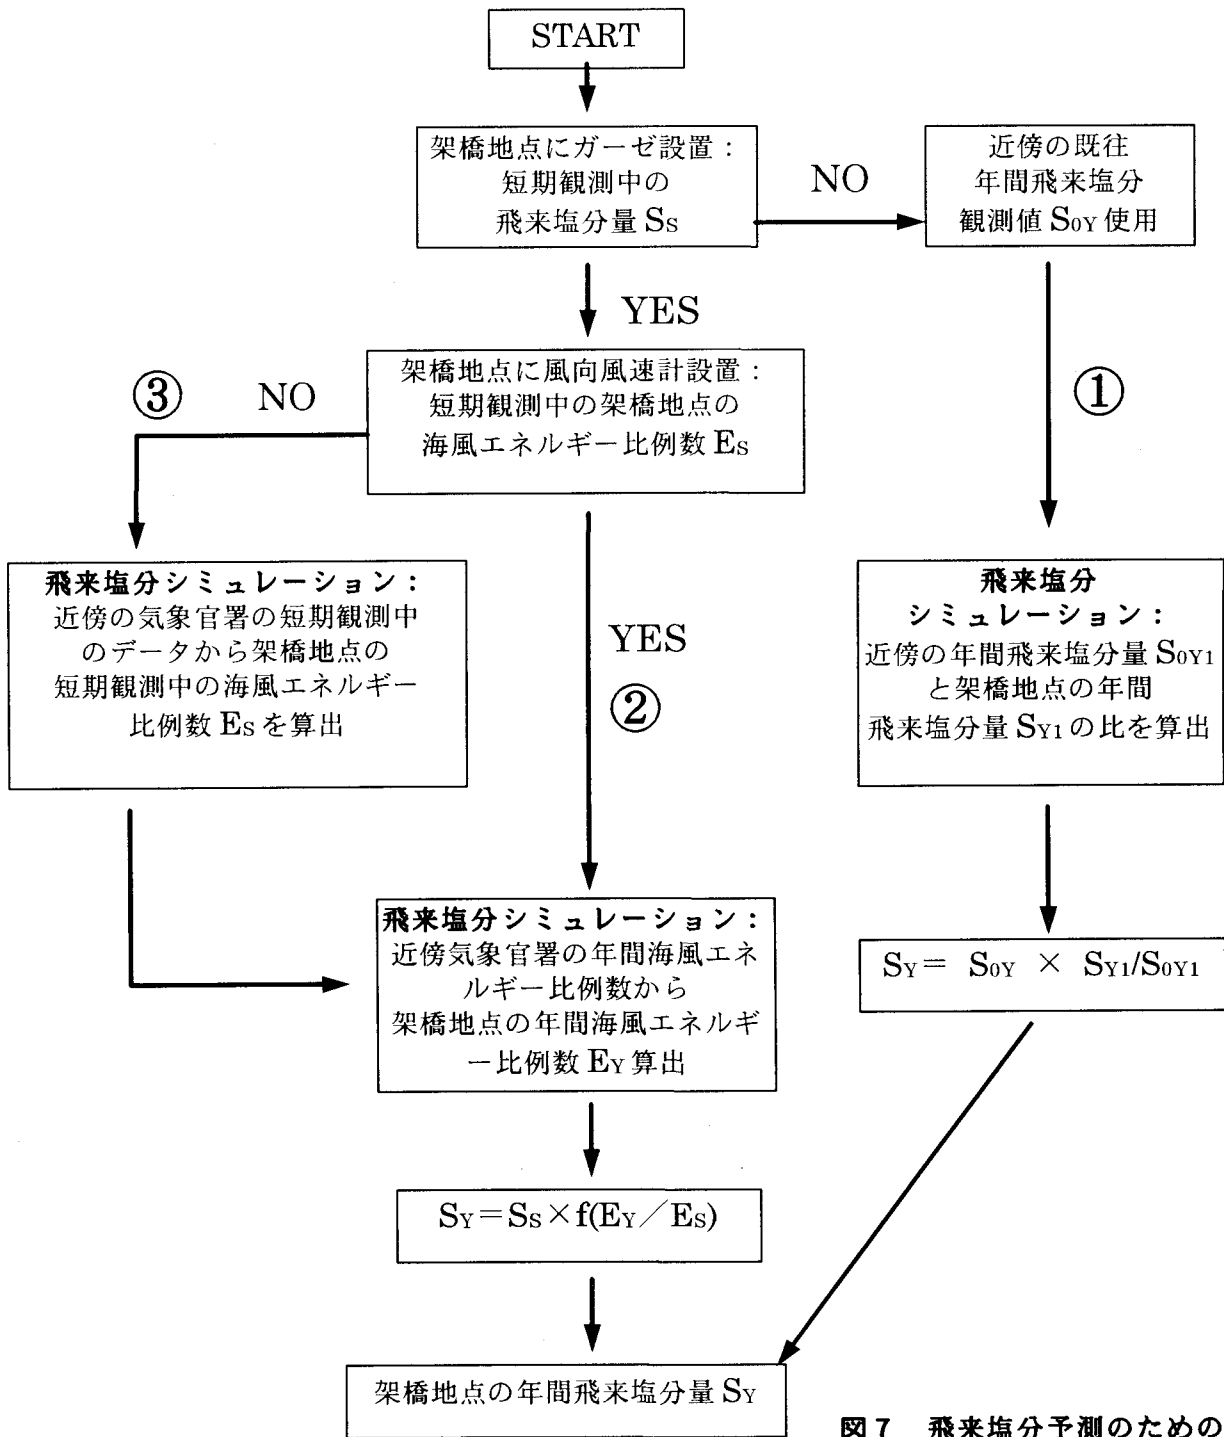 START
架橋地点にガーゼ設置：
短期観測中の
飛来塩分量 SS
NO
近傍の既往
年間飛来塩分
観測値 S0Y 使用
YES
架橋地点に風向風速計設置：
短期観測中の架橋地点の
海風エネルギー比例数 ES
③
NO
①
飛来塩分シミュレーション：
近傍の気象官署の短期観測中
のデータから架橋地点の
短期観測中の海風エネルギー
比例数 ES を算出
YES
②
飛来塩分
シミュレーション：
近傍の年間飛来塩分量 S0Y1
と架橋地点の年間
飛来塩分量 SY1 の比を算出
飛来塩分シミュレーション：
近傍気象官署の年間海風エネ
ルギー比例数から
架橋地点の年間海風エネルギ
ー比例数 EY 算出
SY＝ S0Y × SY1/S0Y1
SY＝SS×f(EY／ES)
架橋地点の年間飛来塩分量 SY
図７ 飛来塩分予測のための